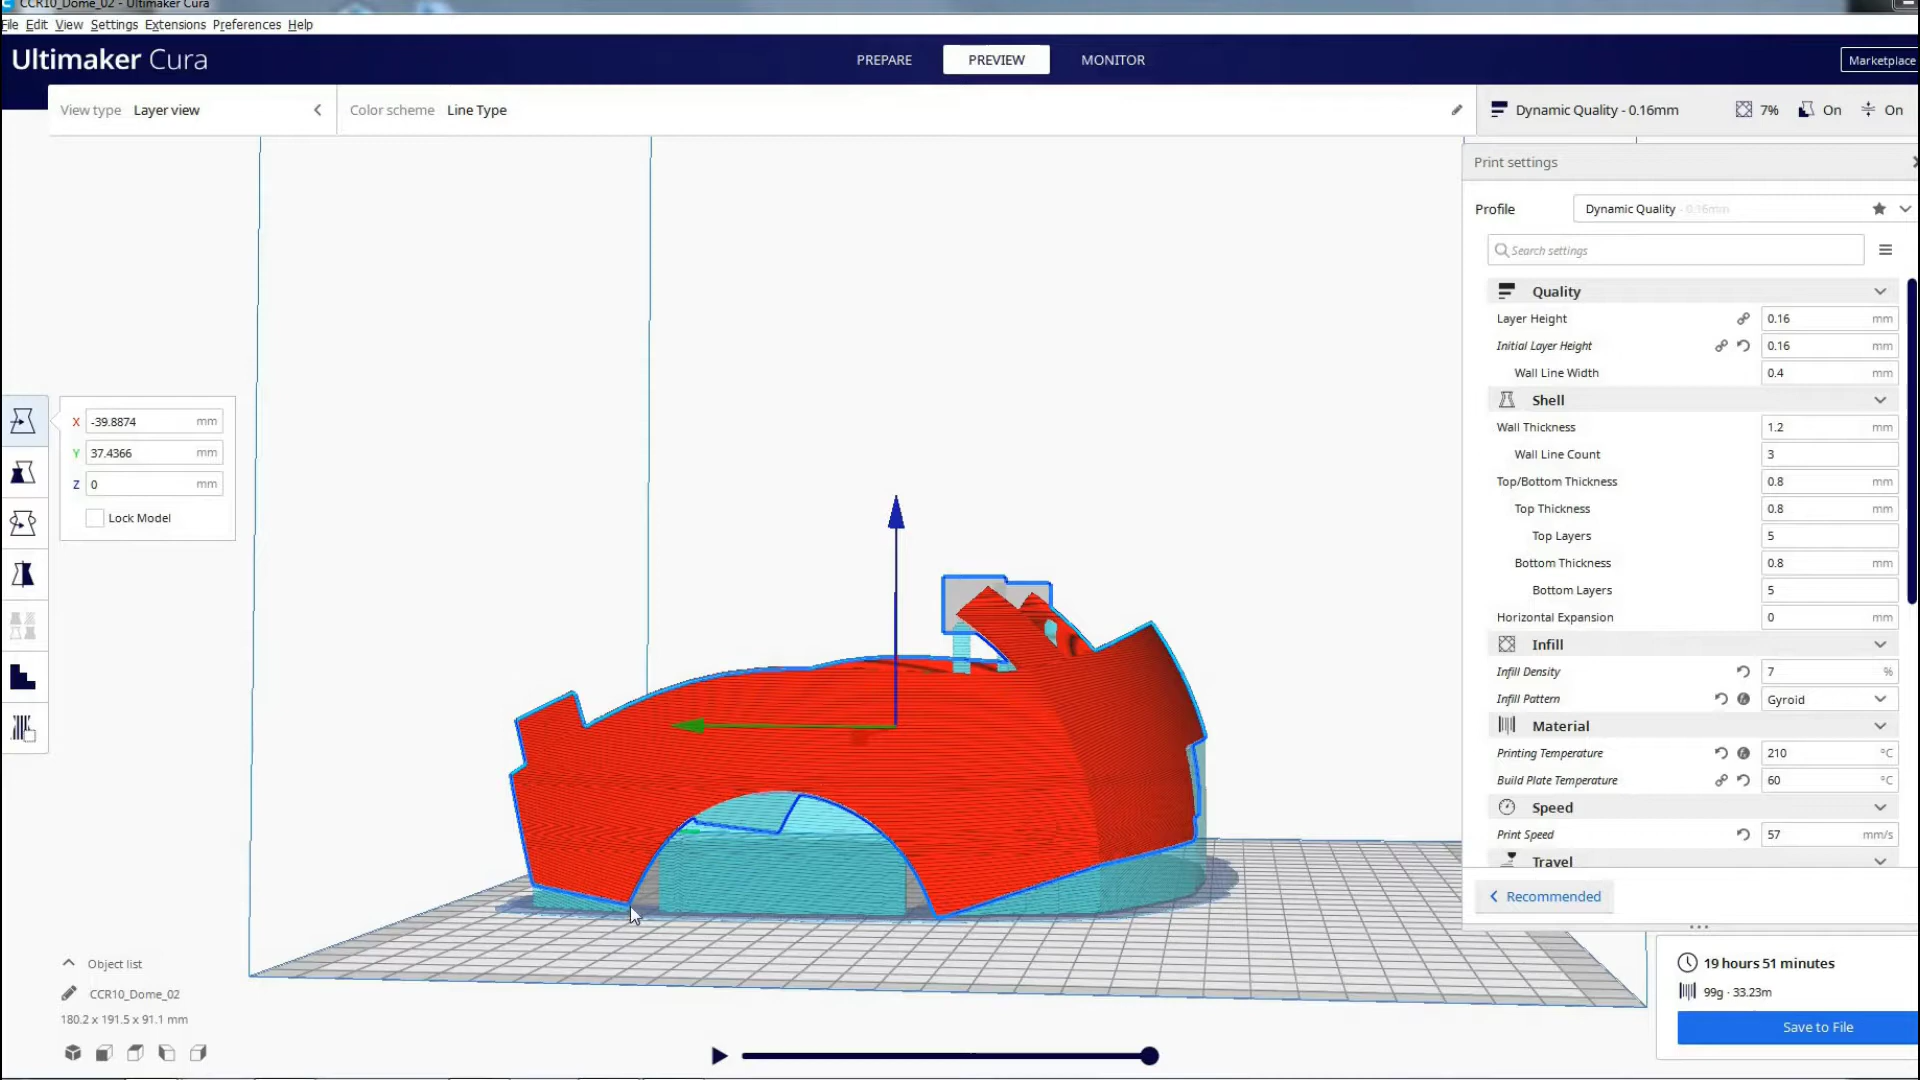 CCR10_Dome_02 - Ultimaker Cura
File Edit View Settings Extensions Preferences Help
Ultimaker Cura
PREPARE PREVIEW MONITOR Marketplace
View type Layer view Color scheme Line Type Dynamic Quality - 0.16mm 7% On On
Print settings
Profile Dynamic Quality - 0.16mm
Search settings
Quality
Layer Height 0.16 mm
Initial Layer Height 0.16 mm
Wall Line Width 0.4 mm
Shell
Wall Thickness 1.2 mm
Wall Line Count 3
Top/Bottom Thickness 0.8 mm
Top Thickness 0.8 mm
Top Layers 5
Bottom Thickness 0.8 mm
Bottom Layers 5
Horizontal Expansion 0 mm
Infill
Infill Density 7 %
Infill Pattern Gyroid
Material
Printing Temperature 210 °C
Build Plate Temperature 60 °C
Speed
Print Speed 57 mm/s
Travel
Recommended
X -39.8874 mm
Y 37.4366 mm
Z 0 mm
Lock Model
Object list
CCR10_Dome_02
180.2 x 191.5 x 91.1 mm
19 hours 51 minutes
99g · 33.23m
Save to File